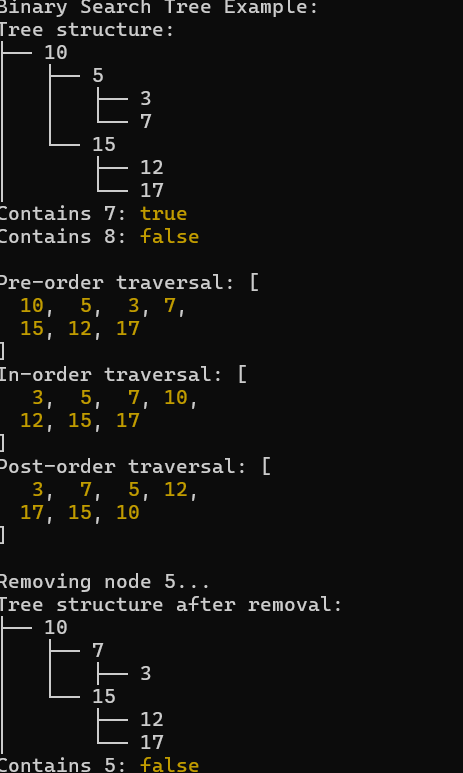 Binary Search Tree Example:
Tree structure:
├── 10
│   ├── 5
│   │   ├── 3
│   │   └── 7
│   └── 15
│       ├── 12
│       └── 17
Contains 7: true
Contains 8: false

Pre-order traversal: [
  10,  5,  3, 7,
  15, 12, 17
]
In-order traversal: [
   3,  5,  7, 10,
  12, 15, 17
]
Post-order traversal: [
   3,  7,  5, 12,
  17, 15, 10
]

Removing node 5...
Tree structure after removal:
├── 10
│   ├── 7
│   │   ├── 3
│   └── 15
│       ├── 12
│       └── 17
Contains 5: false